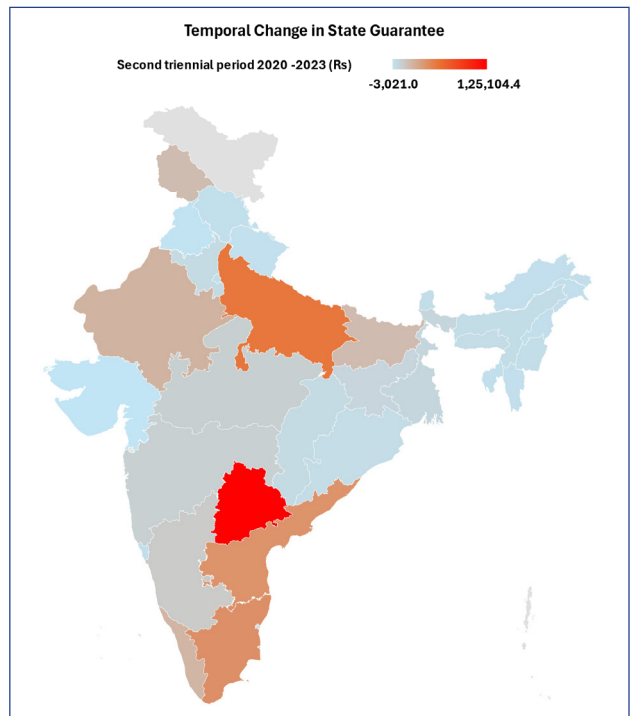 Temporal Change in State Guarantee
Second triennial period 2020 -2023 (Rs)
-3,021.0 1,25,104.4